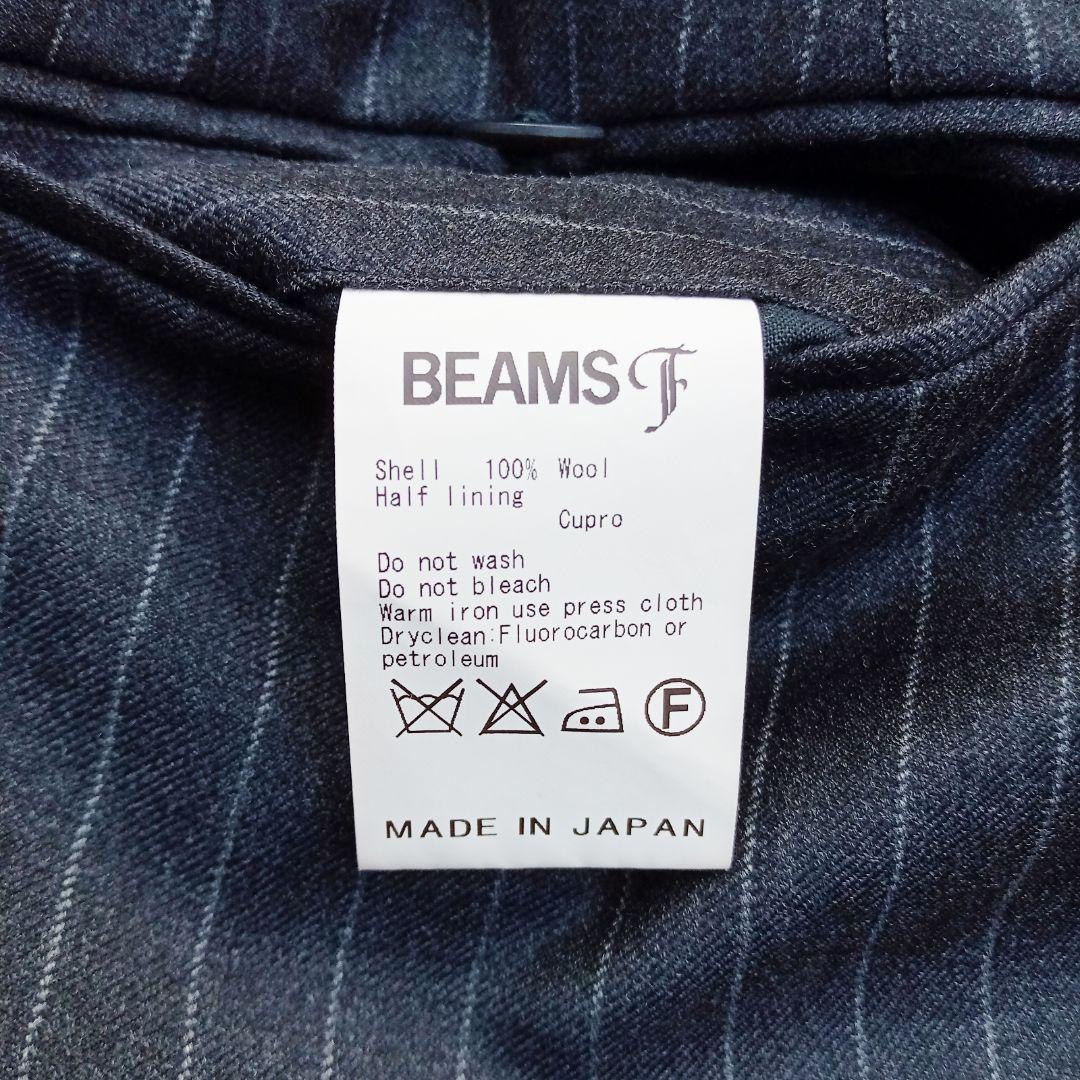 BEAMS F
Shell 100% Wool
Half lining
Cupro
Do not wash
Do not bleach
Warm iron use press cloth
Dryclean:Fluorocarbon or
petroleum
F
MADE IN JAPAN